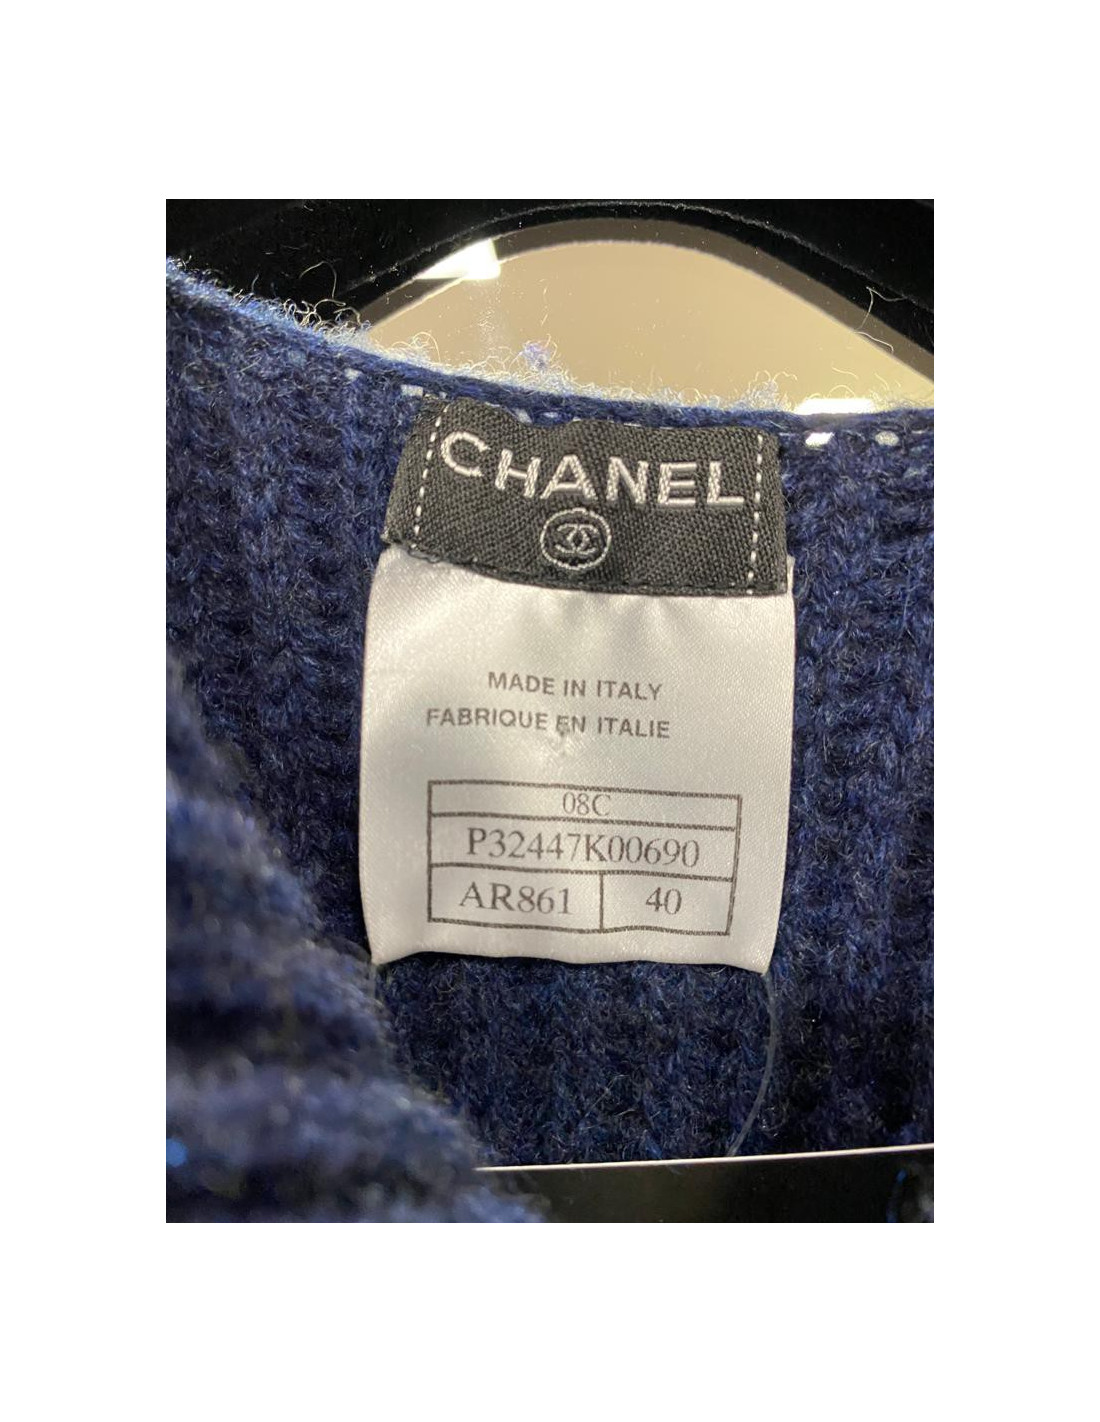 CHANEL
MADE IN ITALY
FABRIQUE EN ITALIE
08C
P32447K00690
AR861 40